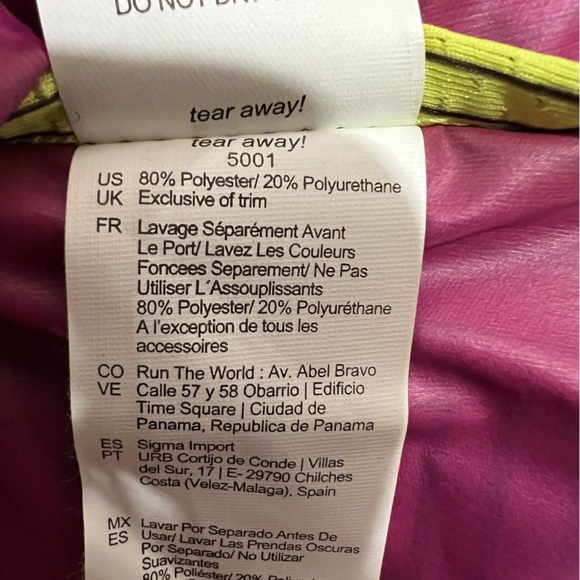 tear away!
tear away!
5001
US 80% Polyester/ 20% Polyurethane
UK Exclusive of trim
FR Lavage Séparément Avant
Le Port/ Lavez Les Couleurs
Foncees Separement/ Ne Pas
Utiliser L´Assouplissants
80% Polyester/ 20% Polyuréthane
A l'exception de tous les
accessoires
CO Run The World : Av. Abel Bravo
VE Calle 57 y 58 Obarrio | Edificio
Time Square | Ciudad de
Panama, Republica de Panama
ES Sigma Import
PT URB Cortijo de Conde | Villas
del Sur, 17 | E- 29790 Chilches
Costa (Velez-Malaga), Spain
MX Lavar Por Separado Antes De
ES Usar/ Lavar Las Prendas Oscuras
Por Separado/ No Utilizar
Suavizantes
80% Poliéster/ 20%